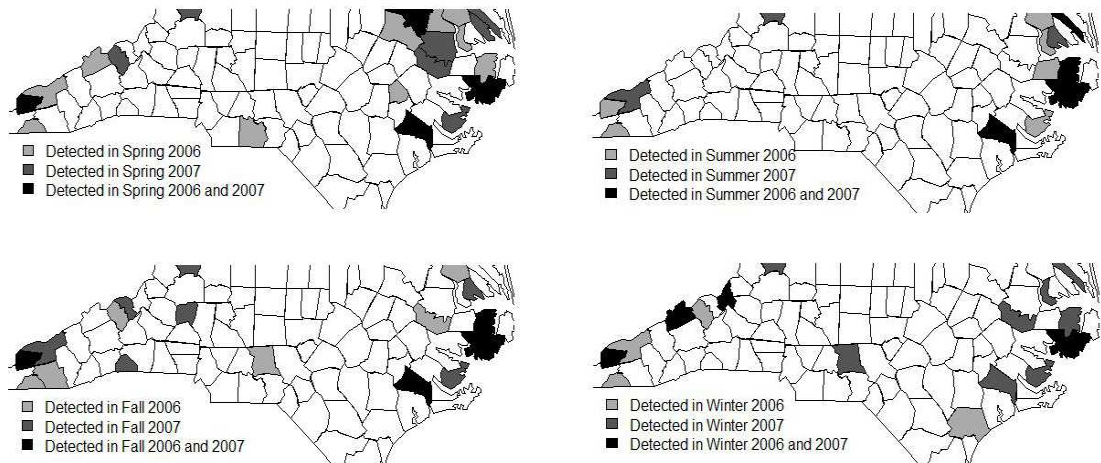 Detected in Spring 2006
Detected in Spring 2007
Detected in Spring 2006 and 2007
Detected in Summer 2006
Detected in Summer 2007
Detected in Summer 2006 and 2007
Detected in Fall 2006
Detected in Fall 2007
Detected in Fall 2006 and 2007
Detected in Winter 2006
Detected in Winter 2007
Detected in Winter 2006 and 2007